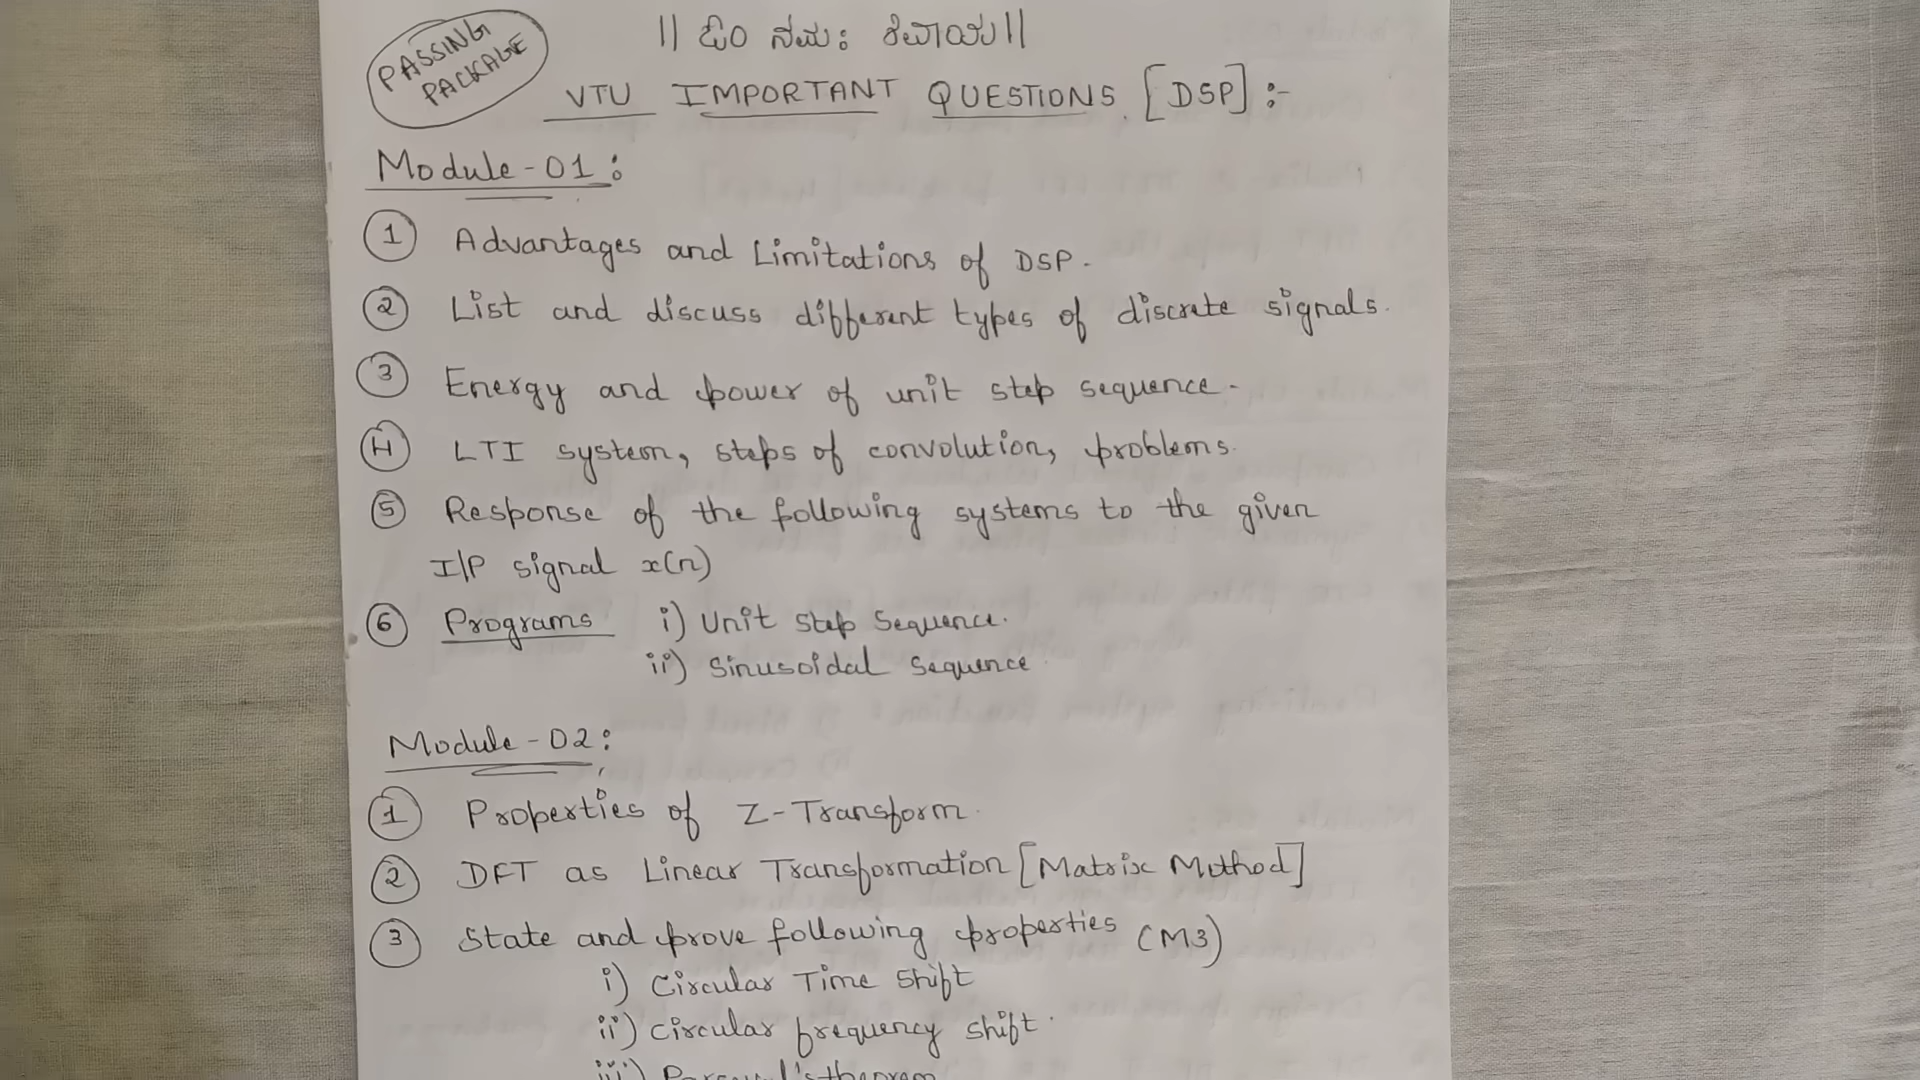 PASSING
PACKAGE
|| ಓಂ ನಮಃ ಶಿವಾಯ ||
VTU IMPORTANT QUESTIONS [DSP] :-
Module-01 :
1 Advantages and Limitations of DSP.
2 List and discuss different types of discrete signals.
3 Energy and power of unit step sequence.
4 LTI system, steps of convolution, problems.
5 Response of the following systems to the given
I/P signal x(n)
6 Programs i) Unit step Sequence.
ii) Sinusoidal sequence
Module-02 :
1 Properties of Z-Transform.
2 DFT as Linear Transformation [Matrix Method]
3 State and prove following properties (M3)
i) Circular Time shift
ii) Circular frequency shift.
iii) Parseval's theorem